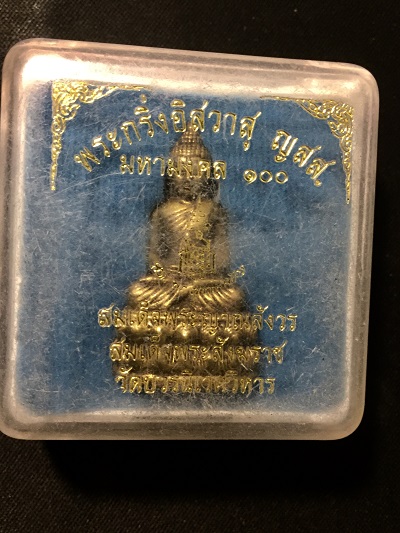 พระกริ่งอิสวาสุ ญสส.
มหามงคล ๑๐๐
สมเด็จพระญาณสังวร
สมเด็จพระสังฆราช
วัดบวรนิเวศวิหาร